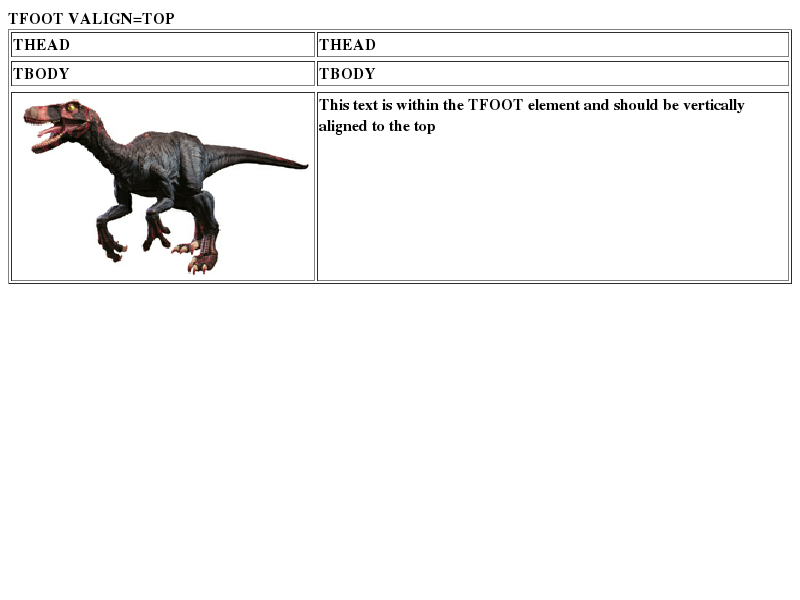 TFOOT VALIGN=TOP
THEAD THEAD
TBODY TBODY
This text is within the TFOOT element and should be vertically
aligned to the top